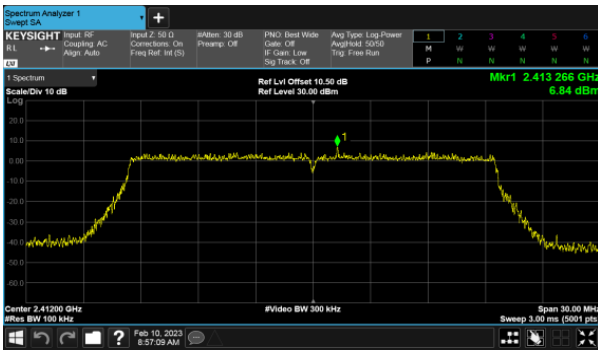 Spectrum Analyzer 1
Swept SA
+
KEYSIGHT
RL
Input: RF
Coupling: AC
Align: Auto
Input Z: 50 Ω
Corrections: On
Freq Ref: Int (S)
#Atten: 30 dB
Preamp: Off
PNO: Best Wide
Gate: Off
IF Gain: Low
Sig Track: Off
Avg Type: Log-Power
Avg|Hold: 50/50
Trig: Free Run
1 2 3 4 5 6
M W W W W W
P N N N N N
1 Spectrum
Scale/Div 10 dB
Log
Ref Lvl Offset 10.50 dB
Ref Level 30.00 dBm
Mkr1 2.413 266 GHz
6.84 dBm
1
20.0
10.0
0.00
-10.0
-20.0
-30.0
-40.0
-50.0
-60.0
Center 2.41200 GHz
#Res BW 100 kHz
#Video BW 300 kHz
Span 30.00 MHz
Sweep 3.00 ms (5001 pts)
?
Feb 10, 2023
8:57:09 AM